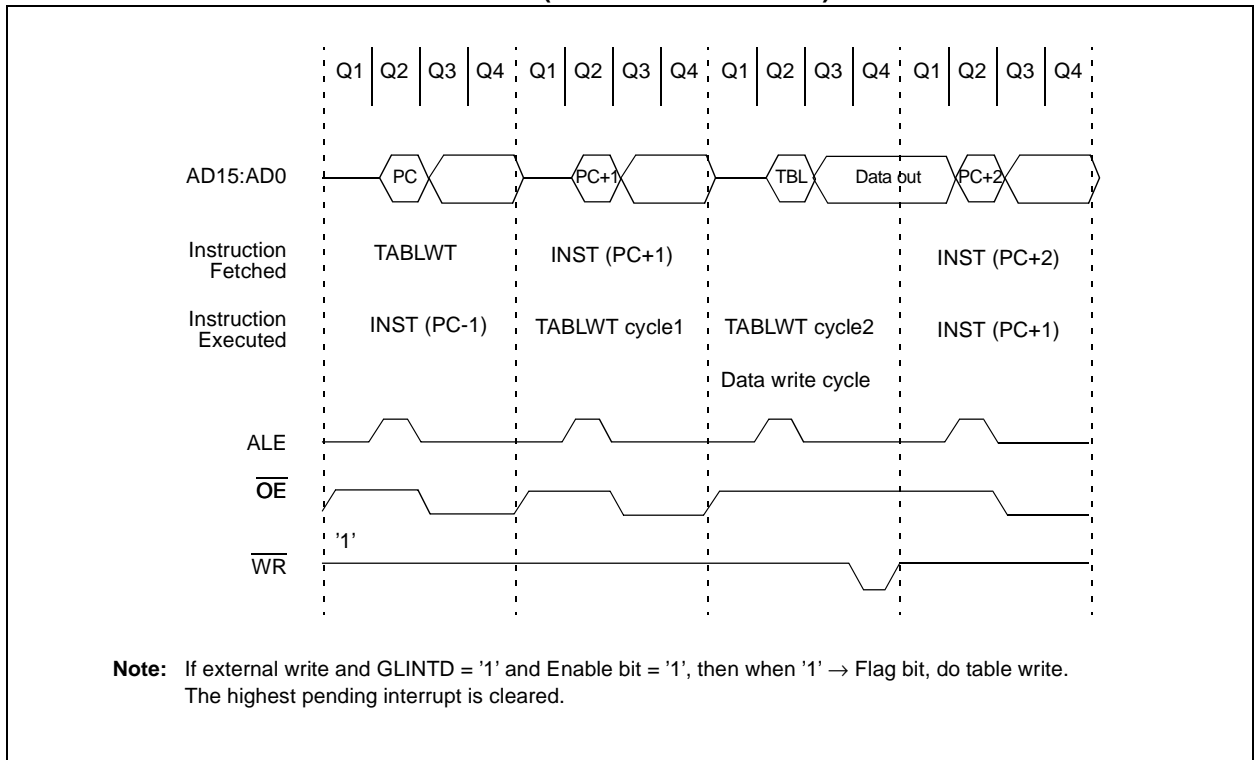 Q1 Q2 Q3 Q4 Q1 Q2 Q3 Q4 Q1 Q2 Q3 Q4 Q1 Q2 Q3 Q4
AD15:AD0 PC PC+1 TBL Data out PC+2
Instruction
Fetched
TABLWT INST (PC+1) INST (PC+2)
Instruction
Executed
INST (PC-1) TABLWT cycle1 TABLWT cycle2 INST (PC+1)
Data write cycle
ALE
OE
'1'
WR
Note: If external write and GLINTD = '1' and Enable bit = '1', then when '1' → Flag bit, do table write.
The highest pending interrupt is cleared.